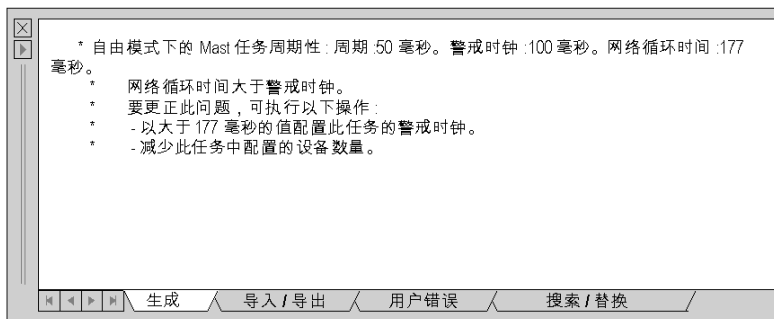 * 自由模式下的 Mast 任务周期性 : 周期 :50 毫秒。警戒时钟 :100 毫秒。网络循环时间 :177
毫秒。
* 网络循环时间大于警戒时钟。
* 要更正此问题，可执行以下操作 :
* - 以大于 177 毫秒的值配置此任务的警戒时钟。
* - 减少此任务中配置的设备数量。
生成 导入 / 导出 用户错误 搜索 / 替换